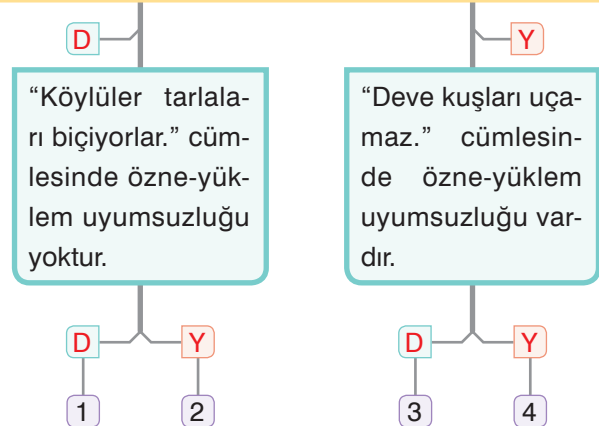 D
Y
“Köylüler tarlala-
rı biçiyorlar.” cüm-
lesinde özne-yük-
lem uyumsuzluğu
yoktur.
“Deve kuşları uça-
maz.” cümlesin-
de özne-yüklem
uyumsuzluğu var-
dır.
D
Y
D
Y
1
2
3
4